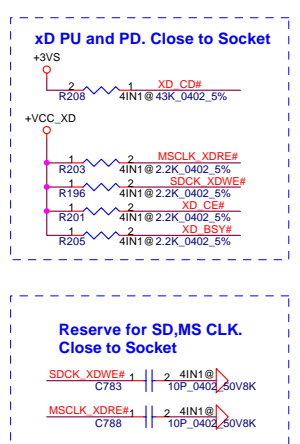 xD PU and PD. Close to Socket
+3VS
2 1 XD_CD#
R208 4IN1@ 43K_0402_5%
+VCC_XD
1 2 MSCLK_XDRE#
R203 4IN1@ 2.2K_0402_5%
1 2 SDCK_XDWE#
R196 4IN1@ 2.2K_0402_5%
1 2 XD_CE#
R201 4IN1@ 2.2K_0402_5%
1 2 XD_BSY#
R205 4IN1@ 2.2K_0402_5%
Reserve for SD,MS CLK.
Close to Socket
SDCK_XDWE# 1 2 4IN1@
C783 10P_0402_50V8K
MSCLK_XDRE# 1 2 4IN1@
C788 10P_0402_50V8K